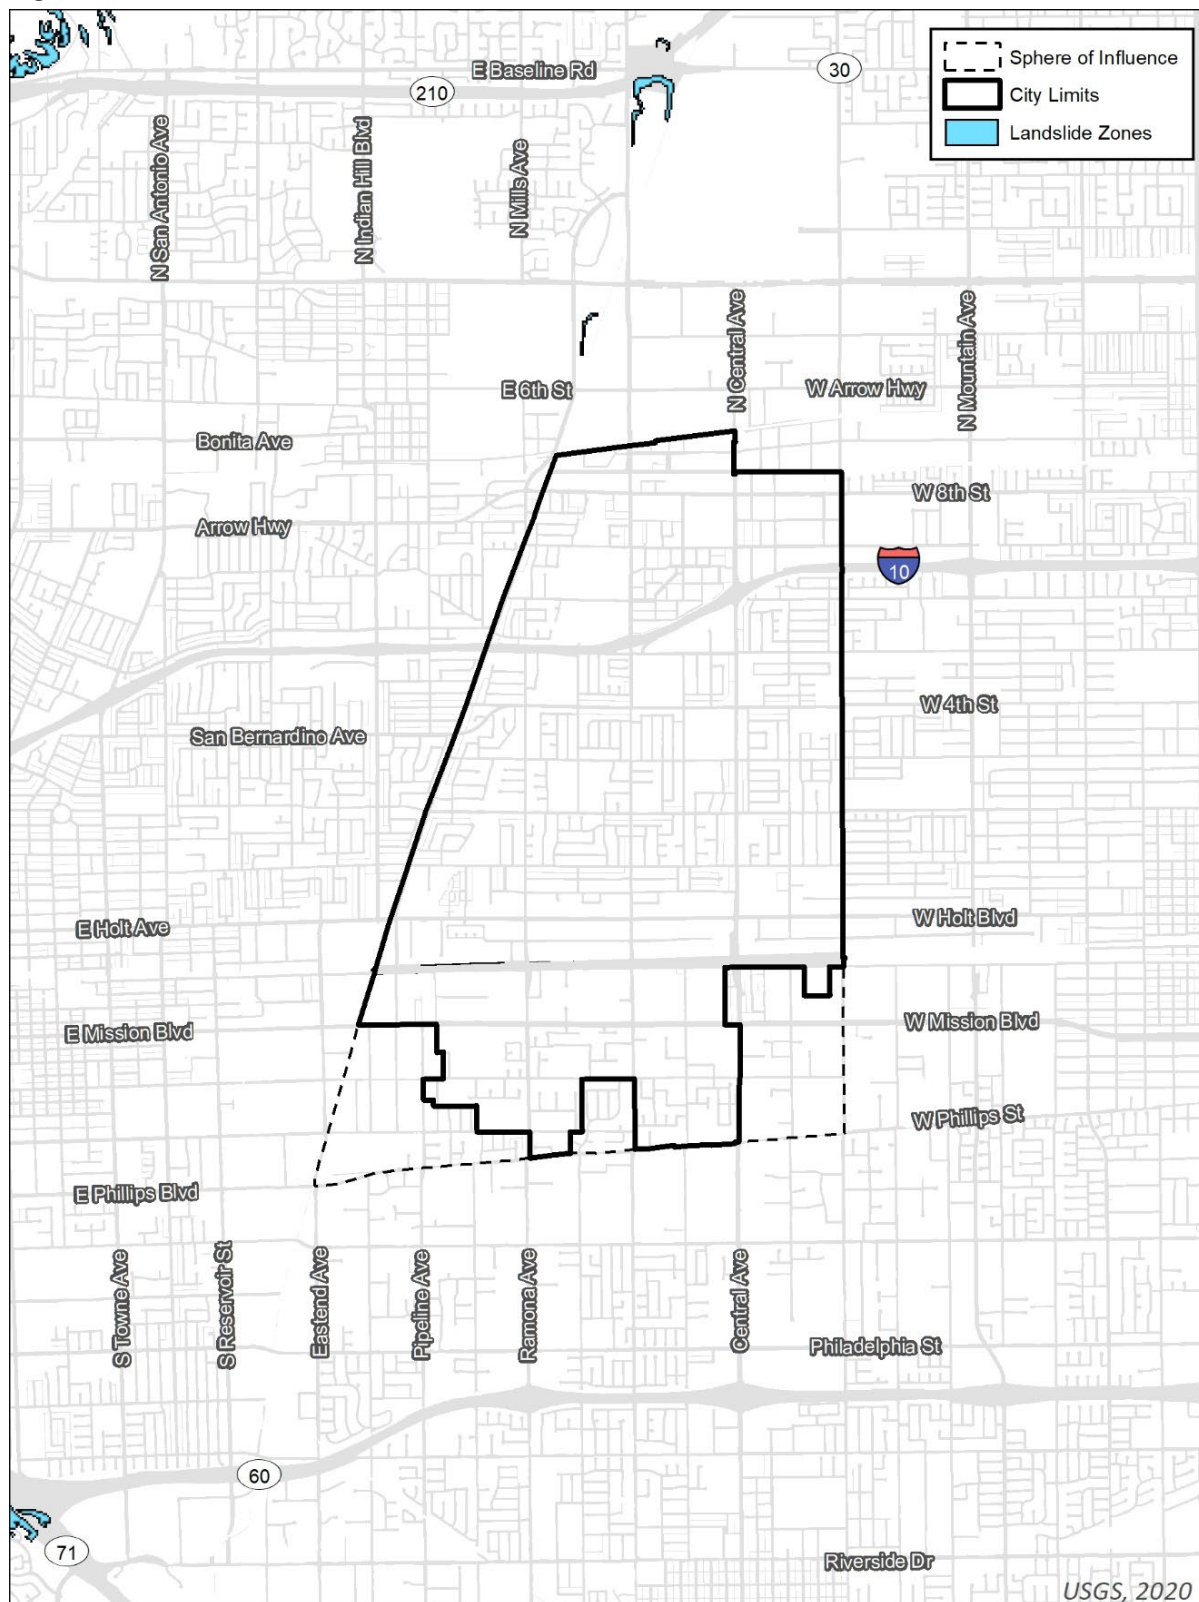 Sphere of Influence
City Limits
Landslide Zones
E Baseline Rd
210
30
N San Antonio Ave
N Indian Hill Blvd
N Mills Ave
N Central Ave
N Mountain Ave
E 6th St
W Arrow Hwy
Bonita Ave
W 8th St
Arrow Hwy
10
W 4th St
San Bernardino Ave
E Holt Ave
W Holt Blvd
E Mission Blvd
W Mission Blvd
W Phillips St
E Phillips Blvd
S Towne Ave
S Reservoir St
Eastend Ave
Pipeline Ave
Ramona Ave
Central Ave
Philadelphia St
60
71
Riverside Dr
USGS, 2020